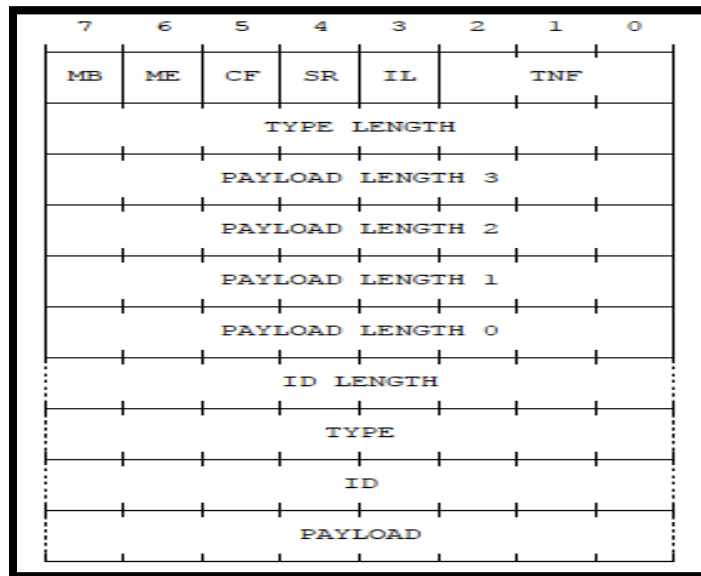 7 6 5 4 3 2 1 0
MB ME CF SR IL TNF
TYPE LENGTH
PAYLOAD LENGTH 3
PAYLOAD LENGTH 2
PAYLOAD LENGTH 1
PAYLOAD LENGTH 0
ID LENGTH
TYPE
ID
PAYLOAD